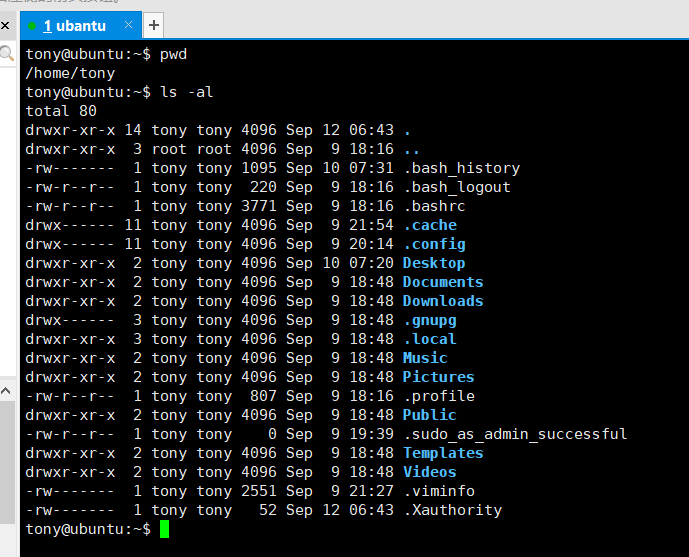 1 ubantu × +
tony@ubuntu:~$ pwd
/home/tony
tony@ubuntu:~$ ls -al
total 80
drwxr-xr-x 14 tony tony 4096 Sep 12 06:43 .
drwxr-xr-x  3 root root 4096 Sep  9 18:16 ..
-rw-------  1 tony tony 1095 Sep 10 07:31 .bash_history
-rw-r--r--  1 tony tony  220 Sep  9 18:16 .bash_logout
-rw-r--r--  1 tony tony 3771 Sep  9 18:16 .bashrc
drwx------ 11 tony tony 4096 Sep  9 21:54 .cache
drwx------ 11 tony tony 4096 Sep  9 20:14 .config
drwxr-xr-x  2 tony tony 4096 Sep 10 07:20 Desktop
drwxr-xr-x  2 tony tony 4096 Sep  9 18:48 Documents
drwxr-xr-x  2 tony tony 4096 Sep  9 18:48 Downloads
drwx------  3 tony tony 4096 Sep  9 18:48 .gnupg
drwxr-xr-x  3 tony tony 4096 Sep  9 18:48 .local
drwxr-xr-x  2 tony tony 4096 Sep  9 18:48 Music
drwxr-xr-x  2 tony tony 4096 Sep  9 18:48 Pictures
-rw-r--r--  1 tony tony  807 Sep  9 18:16 .profile
drwxr-xr-x  2 tony tony 4096 Sep  9 18:48 Public
-rw-r--r--  1 tony tony    0 Sep  9 19:39 .sudo_as_admin_successful
drwxr-xr-x  2 tony tony 4096 Sep  9 18:48 Templates
drwxr-xr-x  2 tony tony 4096 Sep  9 18:48 Videos
-rw-------  1 tony tony 2551 Sep  9 21:27 .viminfo
-rw-------  1 tony tony   52 Sep 12 06:43 .Xauthority
tony@ubuntu:~$